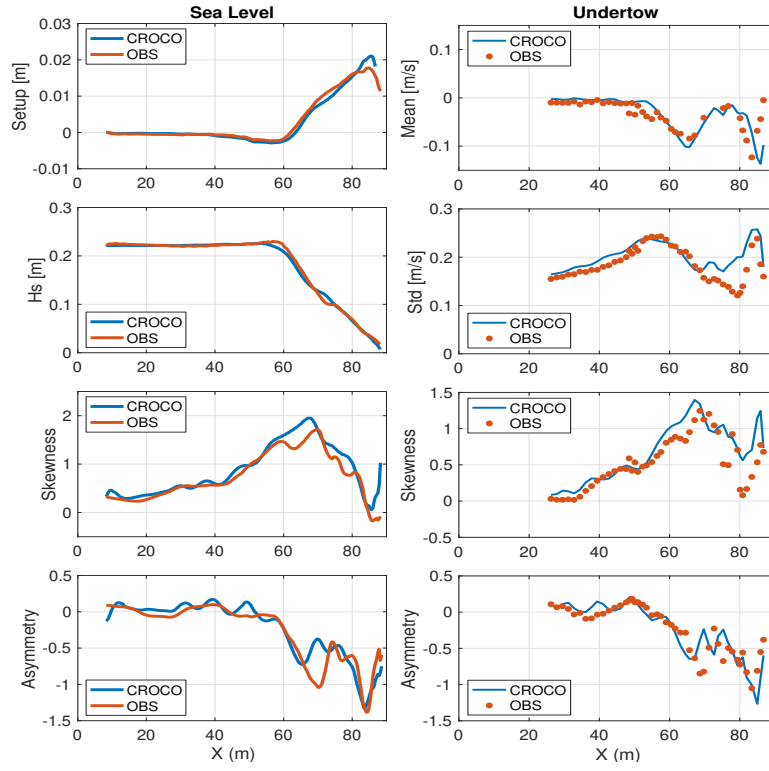 Sea Level
Setup [m]
0.03
0.02
0.01
0
-0.01
CROCO
OBS
0 20 40 60 80
Undertow
Mean [m/s]
0.1
0
-0.1
CROCO
OBS
0 20 40 60 80
Hs [m]
0.3
0.2
0.1
0
CROCO
OBS
0 20 40 60 80
Std [m/s]
0.3
0.2
0.1
0
CROCO
OBS
0 20 40 60 80
Skewness
2
1
0
CROCO
OBS
0 20 40 60 80
Skewness
1.5
1
0.5
0
-0.5
CROCO
OBS
0 20 40 60 80
Asymmetry
0.5
0
-0.5
-1
-1.5
CROCO
OBS
0 20 40 60 80
X (m)
Asymmetry
0.5
0
-0.5
-1
-1.5
CROCO
OBS
0 20 40 60 80
X (m)